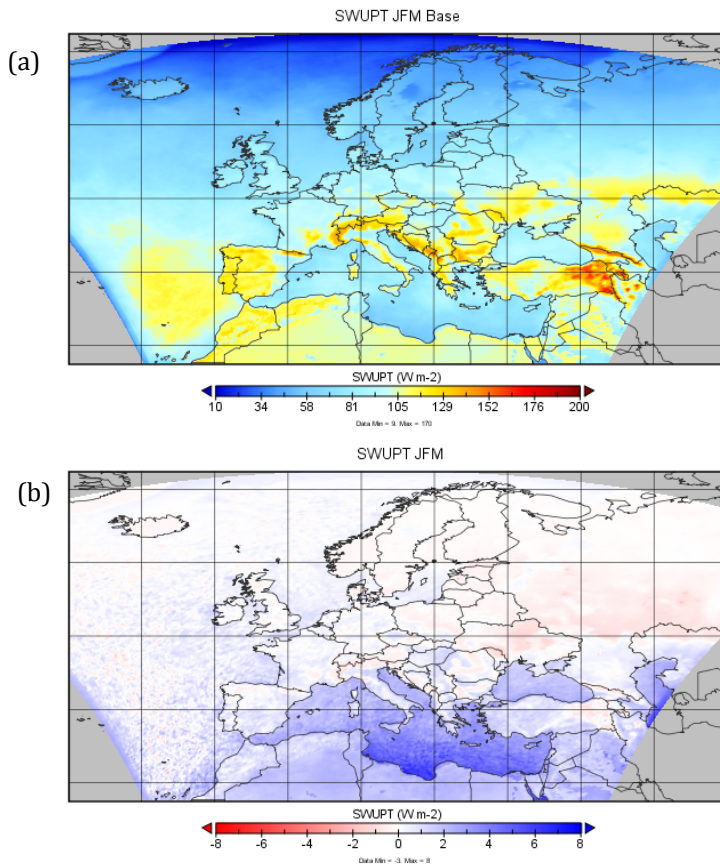 SWUPT JFM Base
(a)
SWUPT (W m-2)
10 34 58 81 105 129 152 176 200
Data Min = 9, Max = 170
SWUPT JFM
(b)
SWUPT (W m-2)
-8 -6 -4 -2 0 2 4 6 8
Data Min = -3, Max = 8